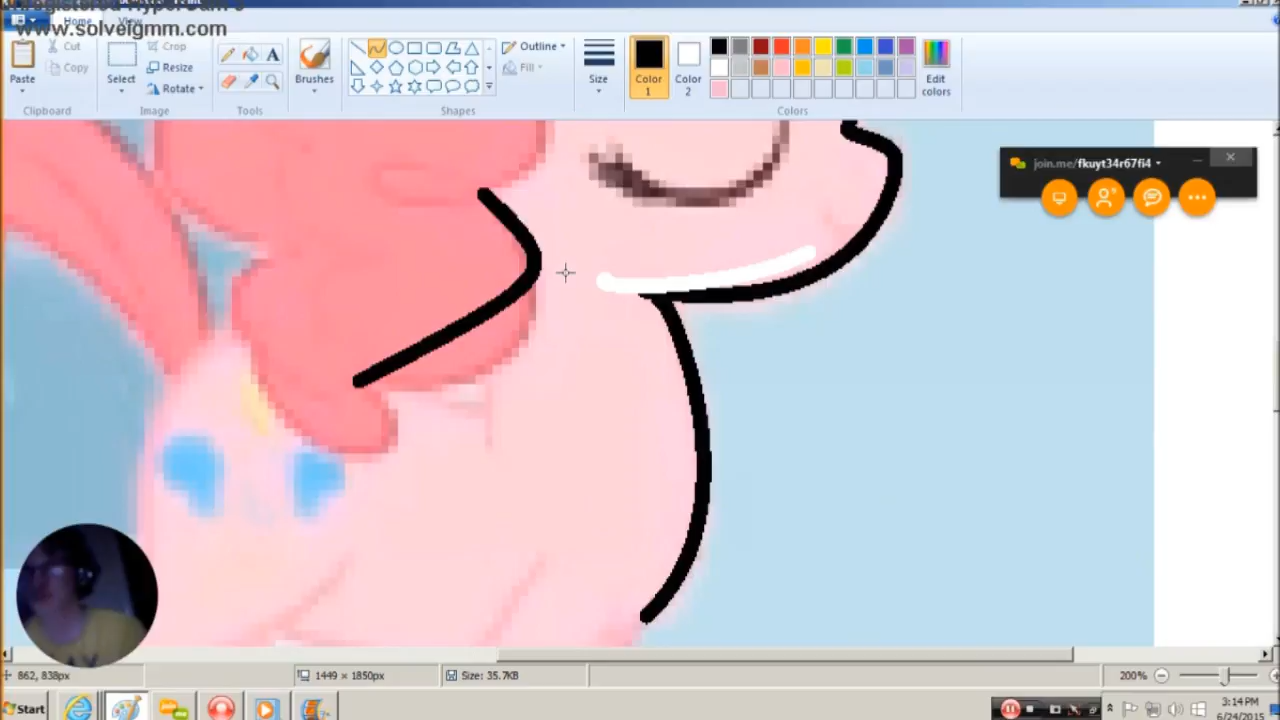 www.solveigmm.com
Home View
Cut
Copy
Paste
Clipboard
Crop
Resize
Rotate
Select
Image
Tools
Brushes
Outline
Fill
Shapes
Size
Color 1
Color 2
Edit colors
Colors
join.me/fkuyt34r67fi4
862, 838px
1449 × 1850px
Size: 35.7KB
200%
Start
3:14 PM
6/24/2015